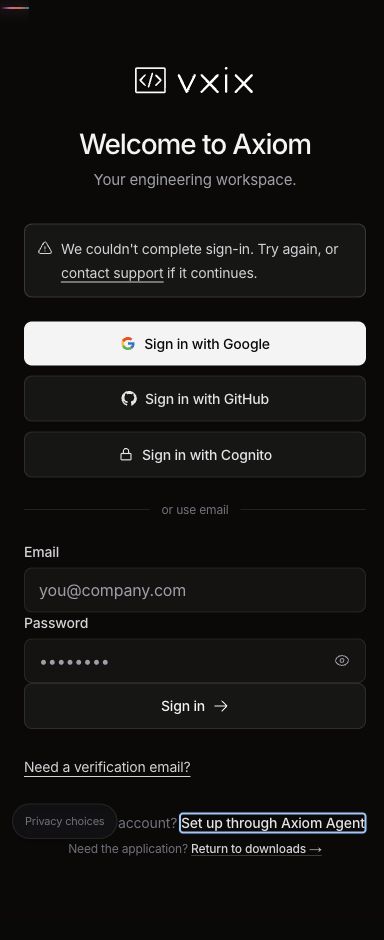 </> vxix
Welcome to Axiom
Your engineering workspace.
We couldn't complete sign-in. Try again, or
contact support if it continues.
Sign in with Google
Sign in with GitHub
Sign in with Cognito
or use email
Email
you@company.com
Password
Sign in →
Need a verification email?
Privacy choices account? Set up through Axiom Agent
Need the application? Return to downloads →